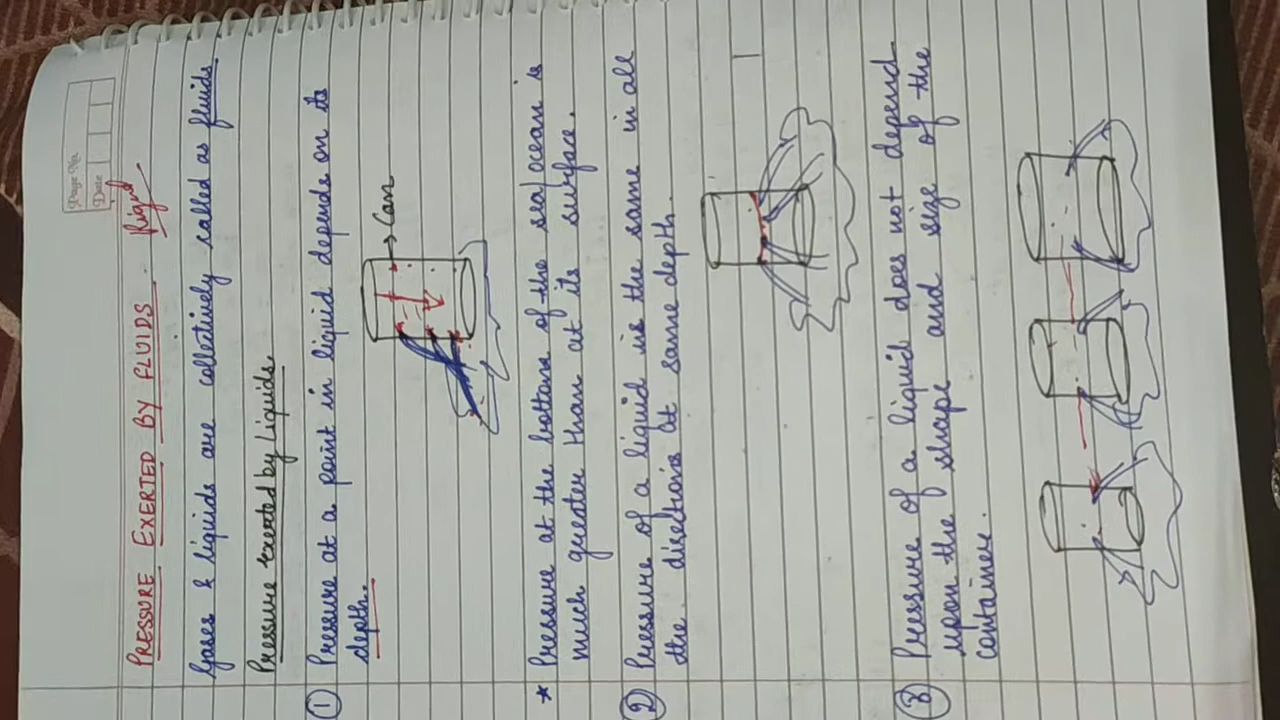 Page No.
Date
PRESSURE EXERTED BY FLUIDS. liquid
Gases & liquids are collectively called as fluids
Pressure exerted by Liquids
① Pressure at a point in liquid depends on its
depth.
→ Can
* Pressure at the bottom of the sea/ocean is
much greater than at its surface.
② Pressure of a liquid is the same in all
the directions at same depth.
③ Pressure of a liquid does not depend
upon the shape and size of the
container.